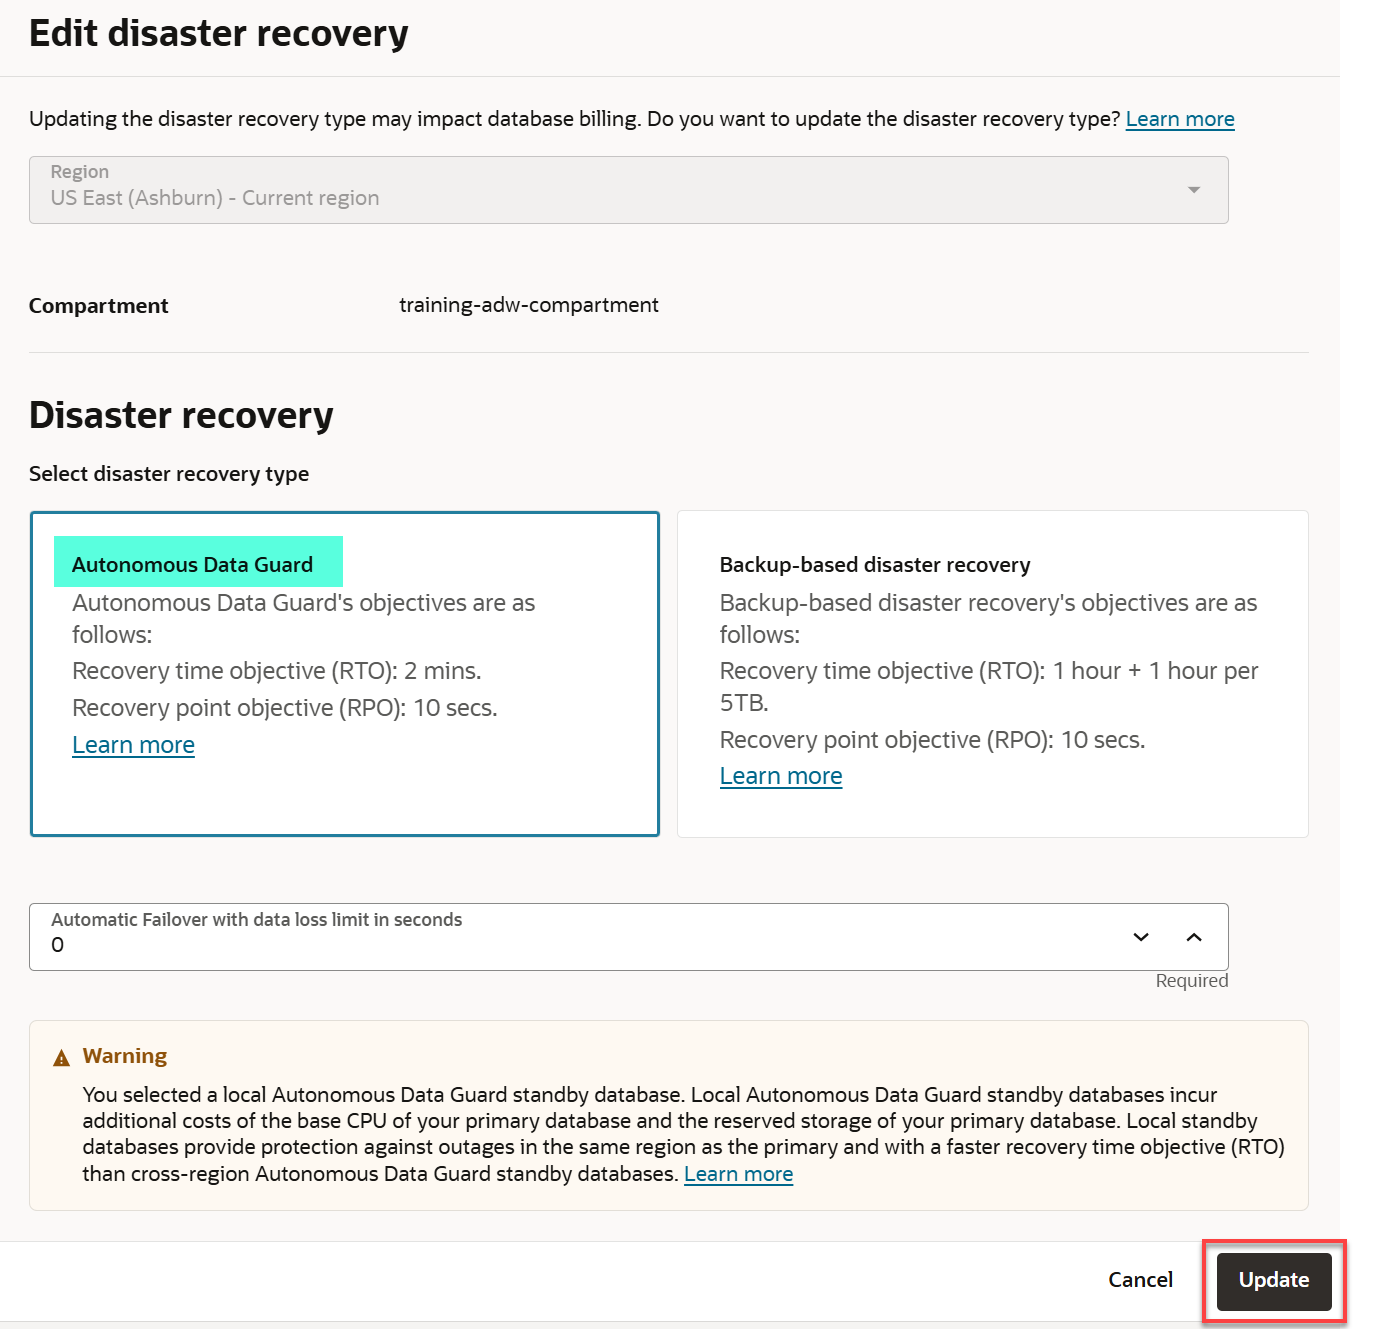 Edit disaster recovery
Updating the disaster recovery type may impact database billing. Do you want to update the disaster recovery type? Learn more
Region
US East (Ashburn) - Current region
Compartment training-adw-compartment
Disaster recovery
Select disaster recovery type
Autonomous Data Guard
Autonomous Data Guard's objectives are as
follows:
Recovery time objective (RTO): 2 mins.
Recovery point objective (RPO): 10 secs.
Learn more
Backup-based disaster recovery
Backup-based disaster recovery's objectives are as
follows:
Recovery time objective (RTO): 1 hour + 1 hour per
5TB.
Recovery point objective (RPO): 10 secs.
Learn more
Automatic Failover with data loss limit in seconds
0
Required
Warning
You selected a local Autonomous Data Guard standby database. Local Autonomous Data Guard standby databases incur
additional costs of the base CPU of your primary database and the reserved storage of your primary database. Local standby
databases provide protection against outages in the same region as the primary and with a faster recovery time objective (RTO)
than cross-region Autonomous Data Guard standby databases. Learn more
Cancel Update